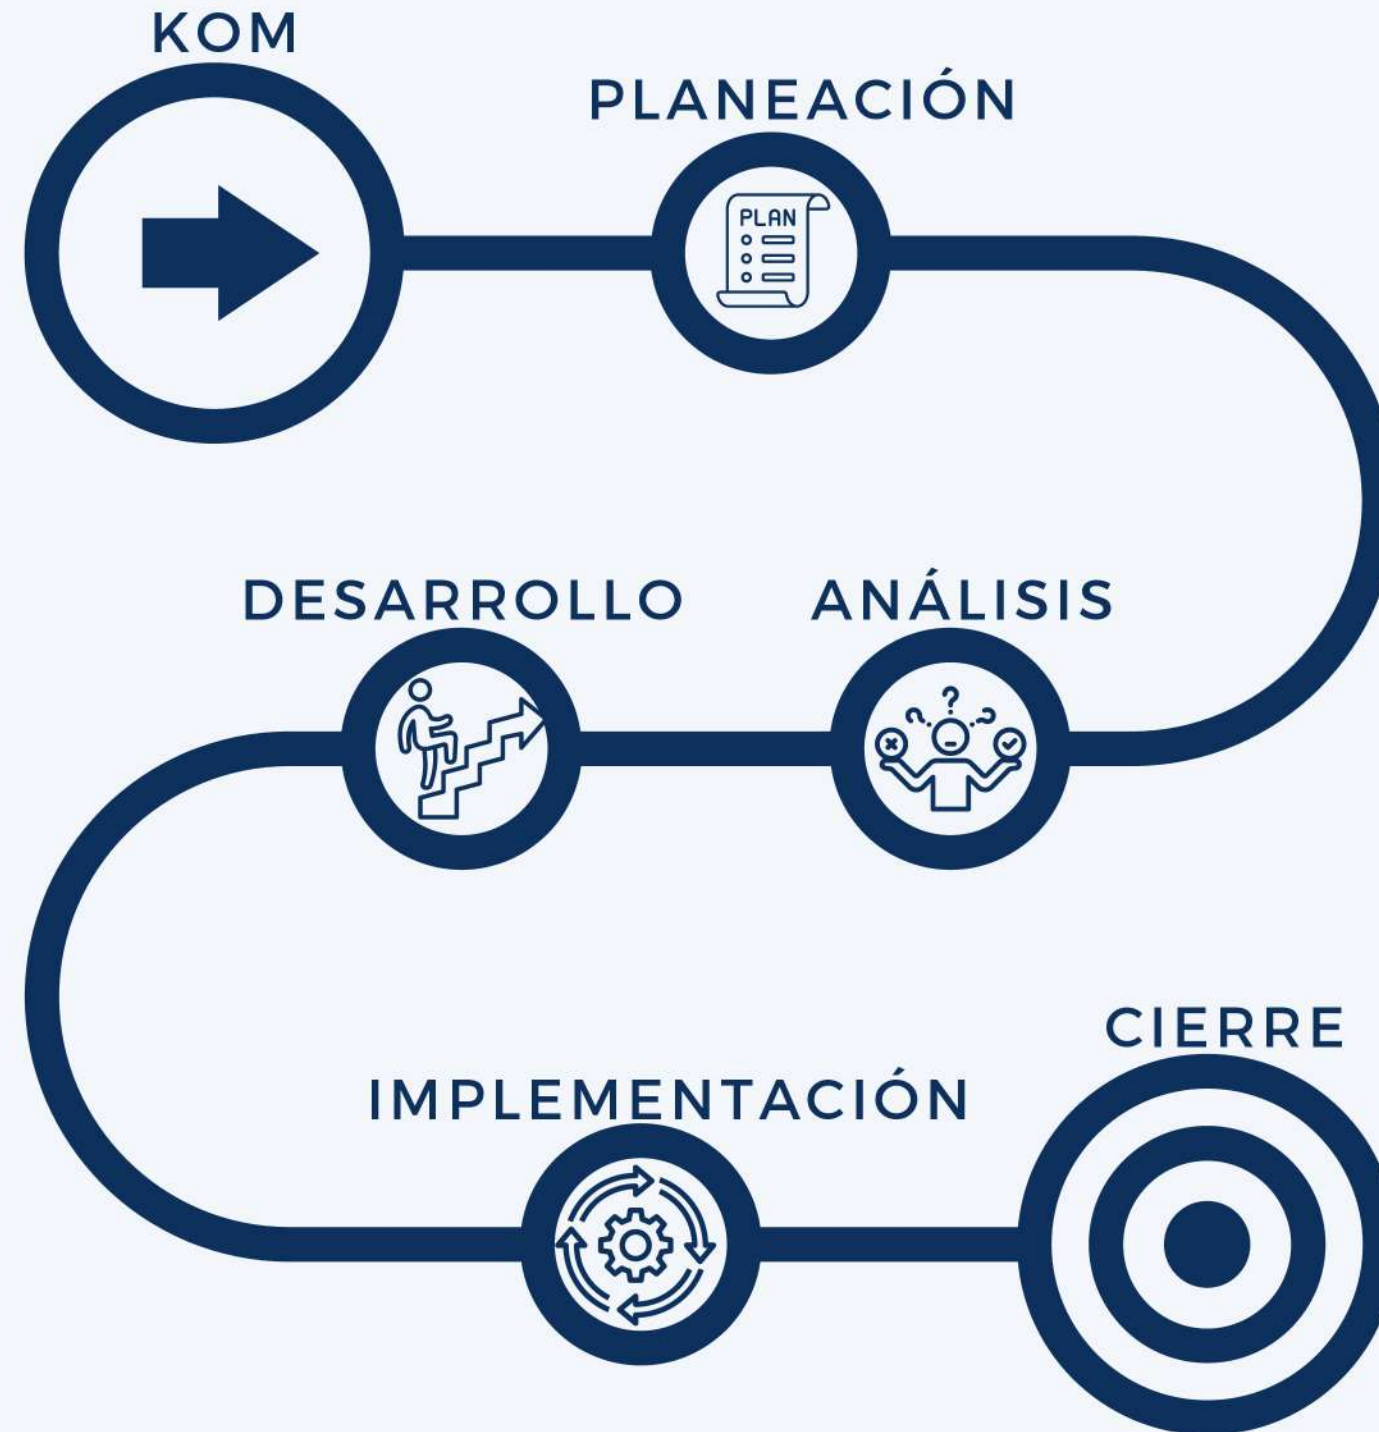 KOM
PLANEACIÓN
PLAN
ANÁLISIS
DESARROLLO
IMPLEMENTACIÓN
CIERRE